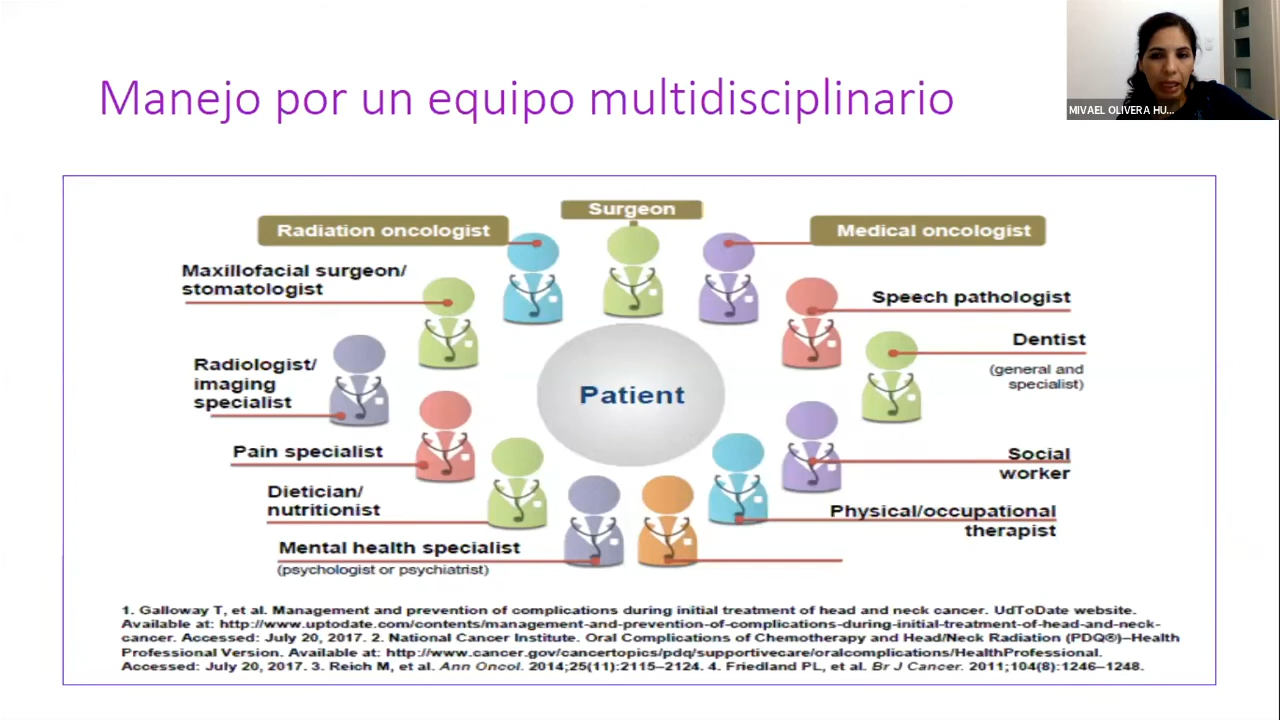 Manejo por un equipo multidisciplinario
MIVAEL OLIVERA HU...
Surgeon
Radiation oncologist
Medical oncologist
Maxillofacial surgeon/
stomatologist
Speech pathologist
Dentist
(general and
specialist)
Radiologist/
imaging
specialist
Patient
Pain specialist
Social
worker
Dietician/
nutritionist
Physical/occupational
therapist
Mental health specialist
(psychologist or psychiatrist)
1. Galloway T, et al. Management and prevention of complications during initial treatment of head and neck cancer. UdToDate website.
Available at: http://www.uptodate.com/contents/management-and-prevention-of-complications-during-initial-treatment-of-head-and-neck-
cancer. Accessed: July 20, 2017. 2. National Cancer Institute. Oral Complications of Chemotherapy and Head/Neck Radiation (PDQ®)–Health
Professional Version. Available at: http://www.cancer.gov/cancertopics/pdq/supportivecare/oralcomplications/HealthProfessional.
Accessed: July 20, 2017. 3. Reich M, et al. Ann Oncol. 2014;25(11):2115–2124. 4. Friedland PL, et al. Br J Cancer. 2011;104(8):1246–1248.